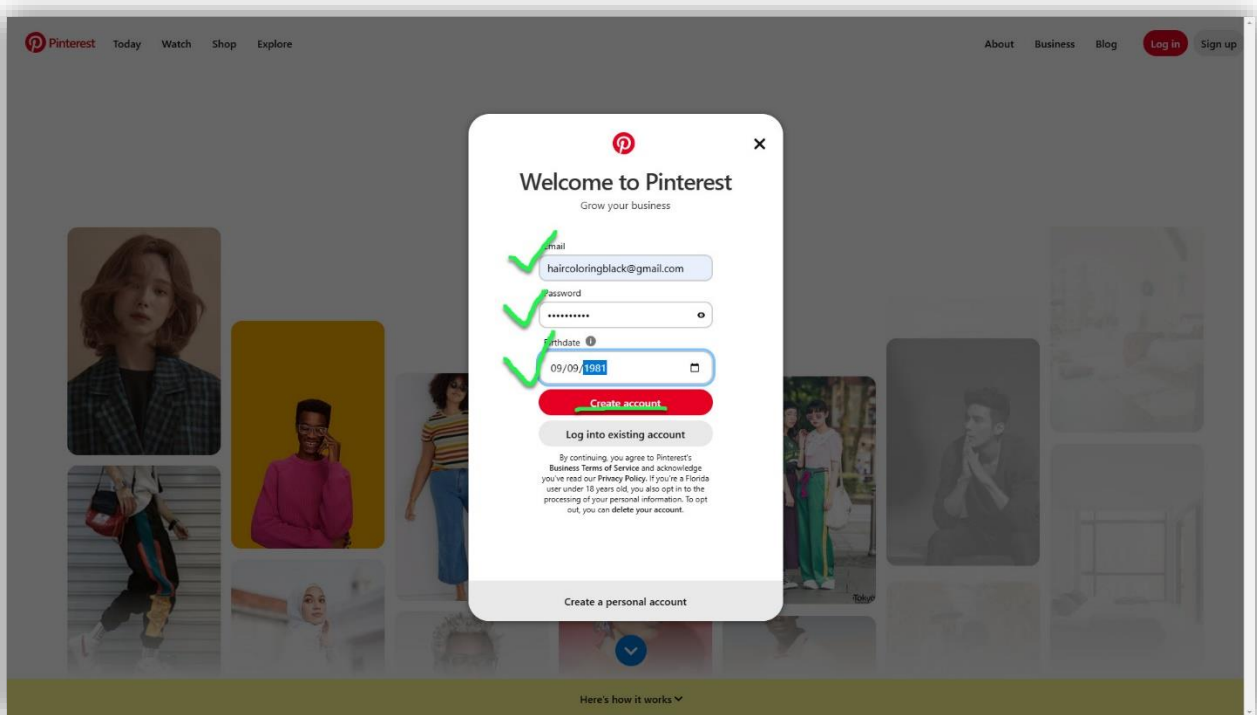 Pinterest Today Watch Shop Explore About Business Blog Log in Sign up
Welcome to Pinterest
Grow your business
Email
haircoloringblack@gmail.com
Password
••••••••••
Birthdate
09/09/1981
Create account
Log into existing account
By continuing, you agree to Pinterest's
Business Terms of Service and acknowledge
you've read our Privacy Policy. If you're a Florida
user under 18 years old, you also opt in to the
processing of your personal information. To opt
out, you can delete your account.
Create a personal account
Tokyo
Here's how it works